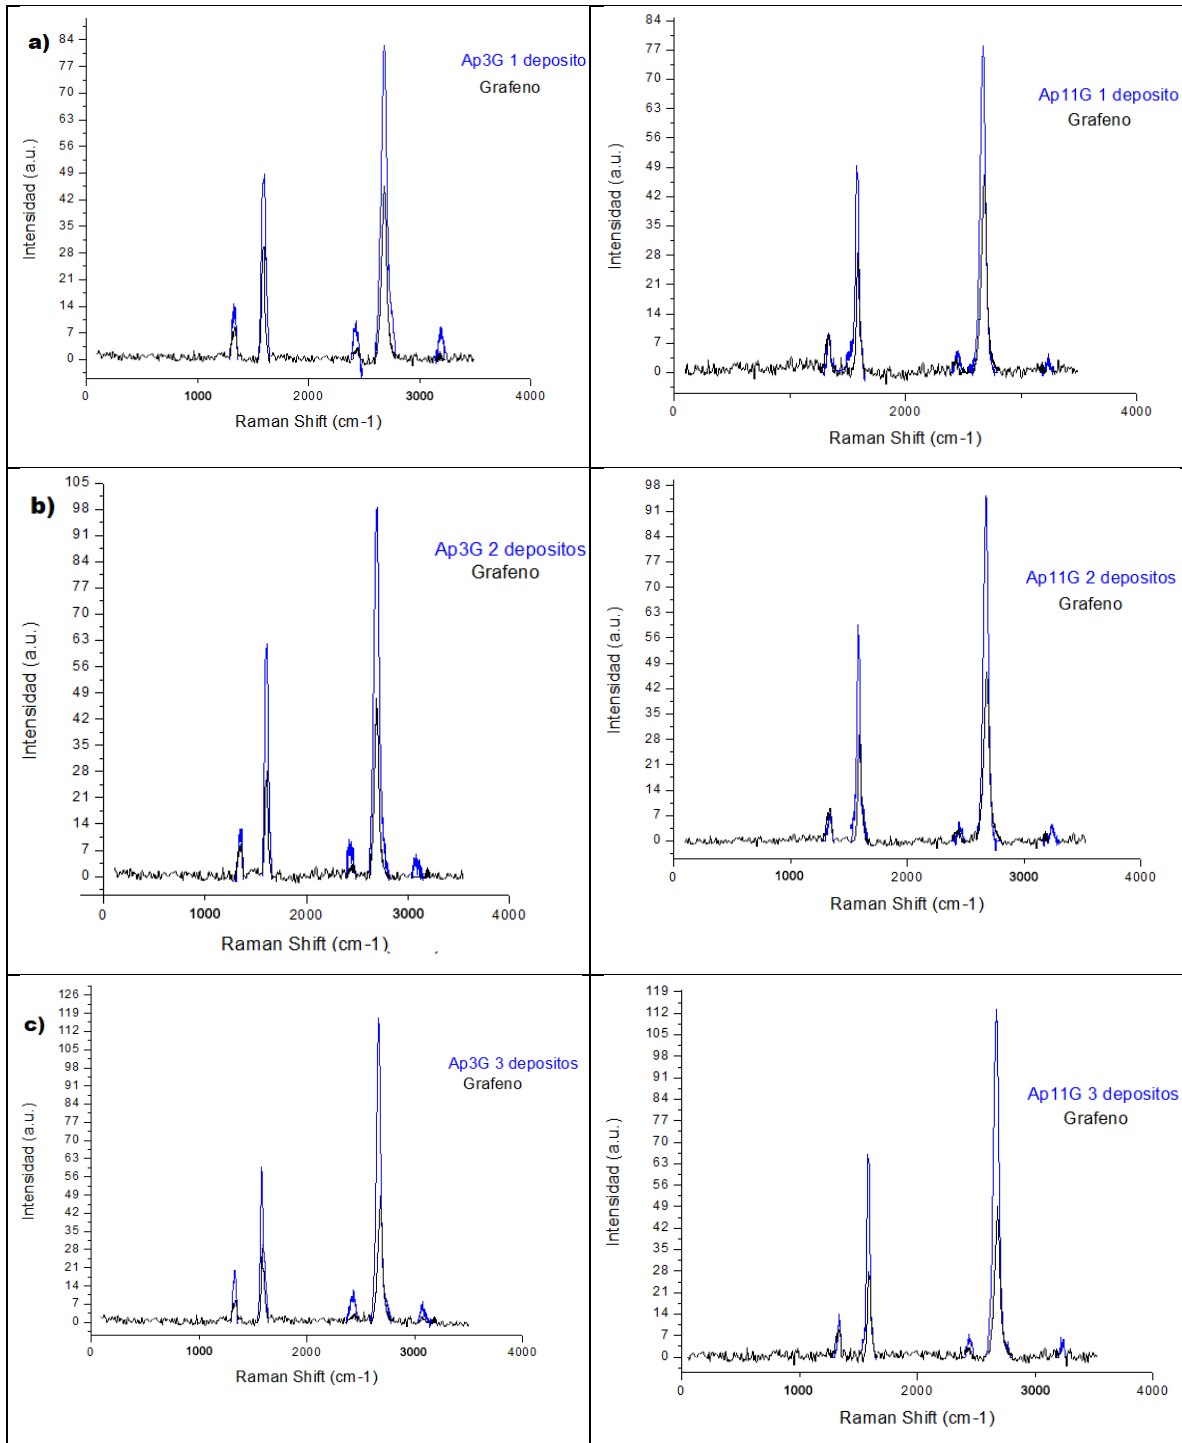 a)
84
77
70
63
56
49
42
35
28
21
14
7
0
Intensidad (a.u.)
Ap3G 1 deposito
Grafeno
0 1000 2000 3000 4000
Raman Shift (cm-1)
84
77
70
63
56
49
42
35
28
21
14
7
0
Intensidad (a.u.)
Ap11G 1 deposito
Grafeno
0 2000 4000
Raman Shift (cm-1)
b)
105
98
91
84
77
70
63
56
49
42
35
28
21
14
7
0
Intensidad (a.u.)
Ap3G 2 depositos
Grafeno
0 1000 2000 3000 4000
Raman Shift (cm-1)
98
91
84
77
70
63
56
49
42
35
28
21
14
7
0
Intensidad (a.u.)
Ap11G 2 depositos
Grafeno
0 1000 2000 3000 4000
Raman Shift (cm-1)
c)
126
119
112
105
98
91
84
77
70
63
56
49
42
35
28
21
14
7
0
Intensidad (a.u.)
Ap3G 3 depositos
Grafeno
0 1000 2000 3000 4000
Raman Shift (cm-1)
119
112
105
98
91
84
77
70
63
56
49
42
35
28
21
14
7
0
Intensidad (a.u.)
Ap11G 3 depositos
Grafeno
0 1000 2000 3000 4000
Raman Shift (cm-1)